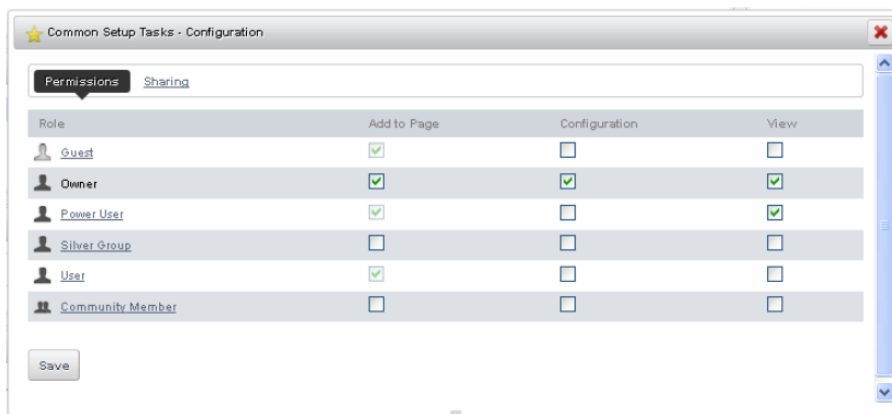 Common Setup Tasks - Configuration
Permissions Sharing
Role Add to Page Configuration View
Guest
Owner
Power User
Silver Group
User
Community Member
Save